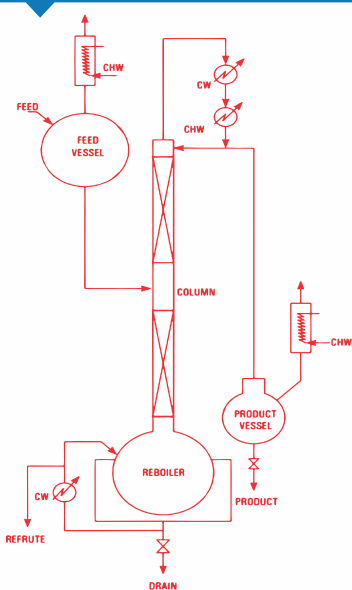 CHW
FEED
FEED
VESSEL
CW
CHW
COLUMN
CHW
PRODUCT
VESSEL
REBOILER
CW
PRODUCT
REFRUTE
DRAIN